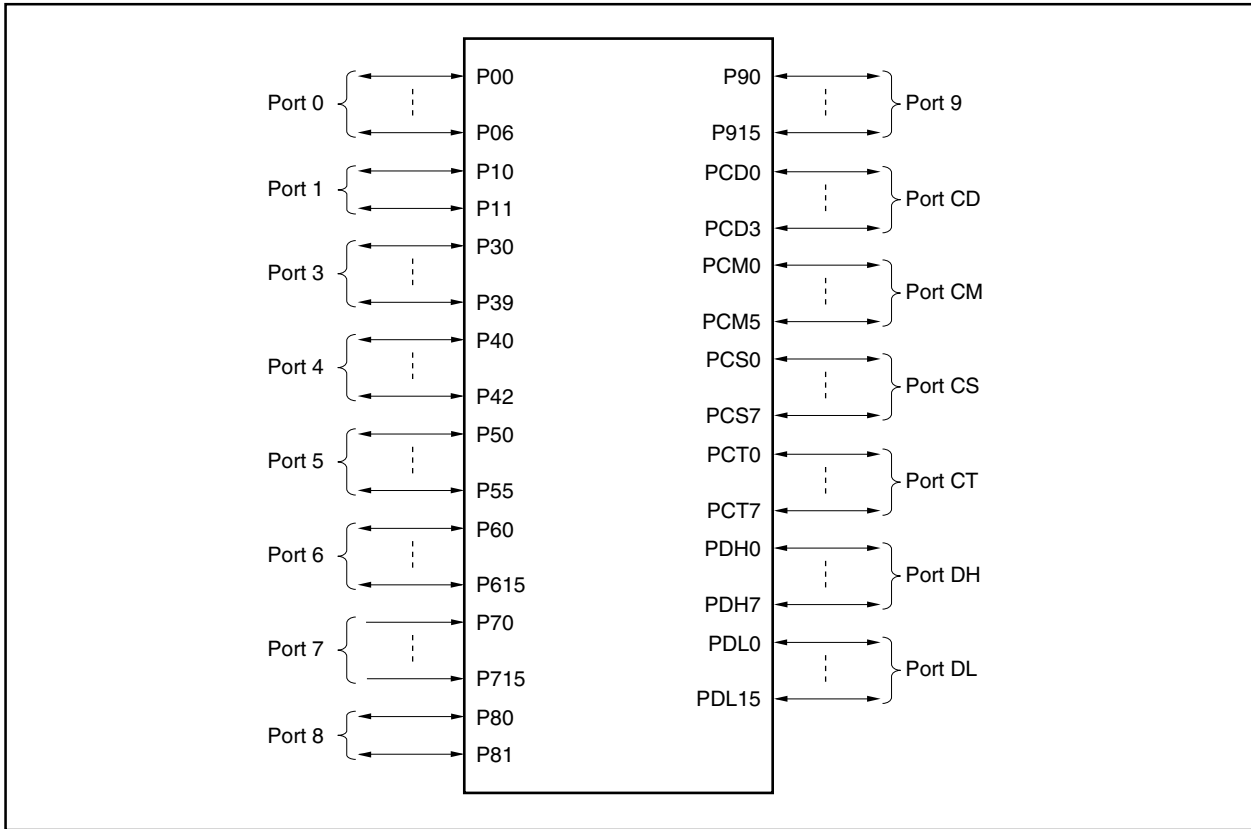 Port 0
P00
P06
Port 1
P10
P11
Port 3
P30
P39
Port 4
P40
P42
Port 5
P50
P55
Port 6
P60
P615
Port 7
P70
P715
Port 8
P80
P81
P90
P915
Port 9
PCD0
PCD3
Port CD
PCM0
PCM5
Port CM
PCS0
PCS7
Port CS
PCT0
PCT7
Port CT
PDH0
PDH7
Port DH
PDL0
PDL15
Port DL